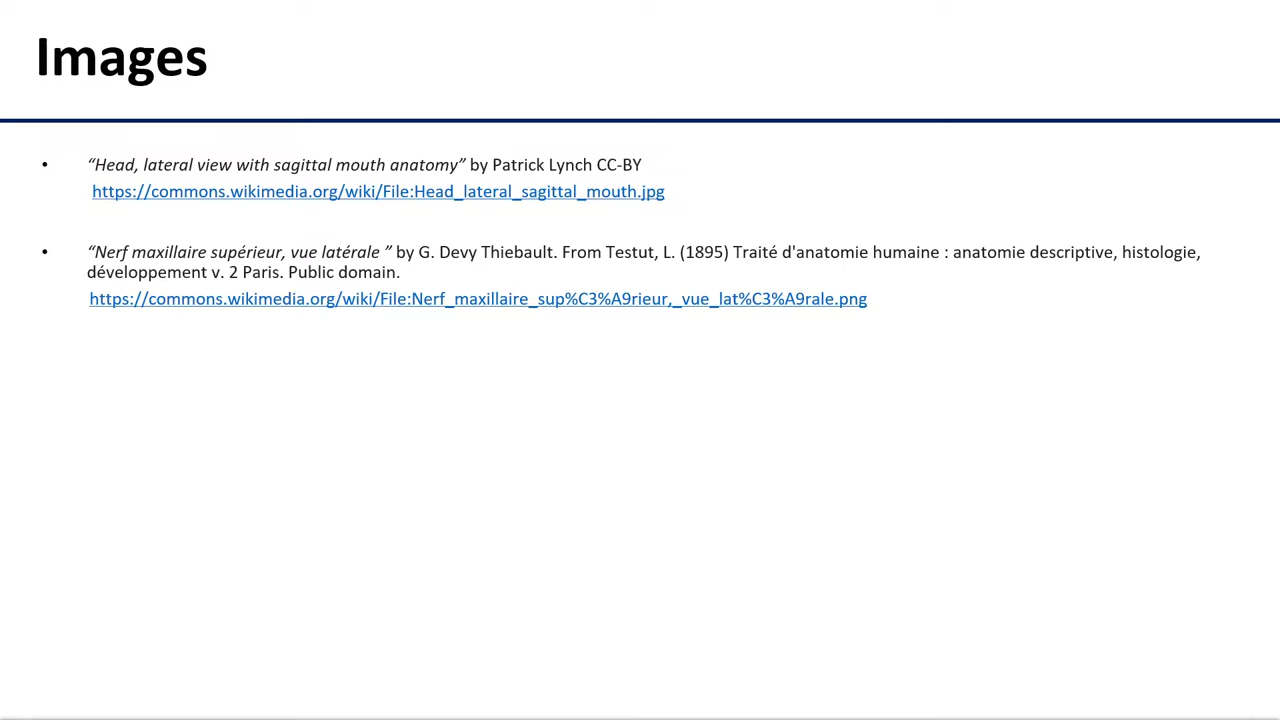 Images
• “Head, lateral view with sagittal mouth anatomy” by Patrick Lynch CC-BY
https://commons.wikimedia.org/wiki/File:Head_lateral_sagittal_mouth.jpg
• “Nerf maxillaire supérieur, vue latérale ” by G. Devy Thiebault. From Testut, L. (1895) Traité d'anatomie humaine : anatomie descriptive, histologie,
développement v. 2 Paris. Public domain.
https://commons.wikimedia.org/wiki/File:Nerf_maxillaire_sup%C3%A9rieur,_vue_lat%C3%A9rale.png